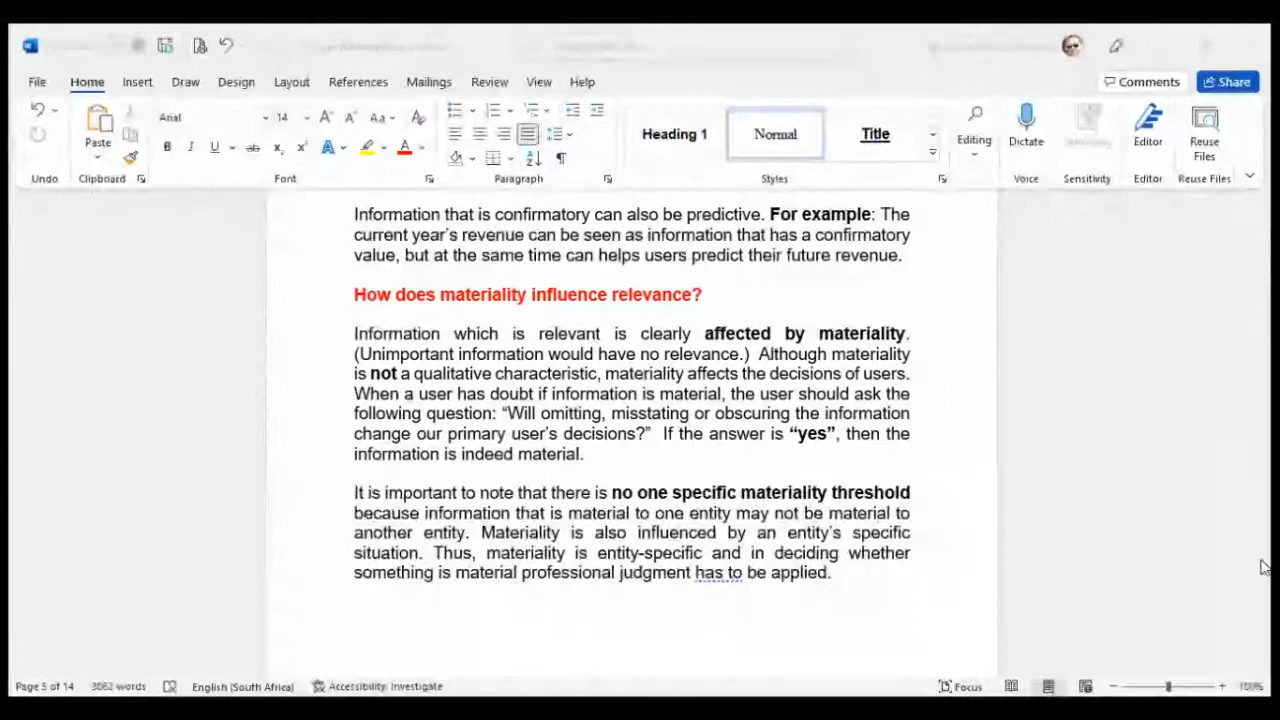 File Home Insert Draw Design Layout References Mailings Review View Help Comments Share
Arial 14 Aa Heading 1 Normal Title
Paste Editing Dictate Editor Reuse Files
Undo Clipboard Font Paragraph Styles Voice Sensitivity Editor Reuse Files
Information that is confirmatory can also be predictive. For example: The
current year's revenue can be seen as information that has a confirmatory
value, but at the same time can helps users predict their future revenue.
How does materiality influence relevance?
Information which is relevant is clearly affected by materiality.
(Unimportant information would have no relevance.) Although materiality
is not a qualitative characteristic, materiality affects the decisions of users.
When a user has doubt if information is material, the user should ask the
following question: “Will omitting, misstating or obscuring the information
change our primary user's decisions?” If the answer is “yes”, then the
information is indeed material.
It is important to note that there is no one specific materiality threshold
because information that is material to one entity may not be material to
another entity. Materiality is also influenced by an entity's specific
situation. Thus, materiality is entity-specific and in deciding whether
something is material professional judgment has to be applied.
Page 5 of 14 3062 words English (South Africa) Accessibility: Investigate Focus 100%